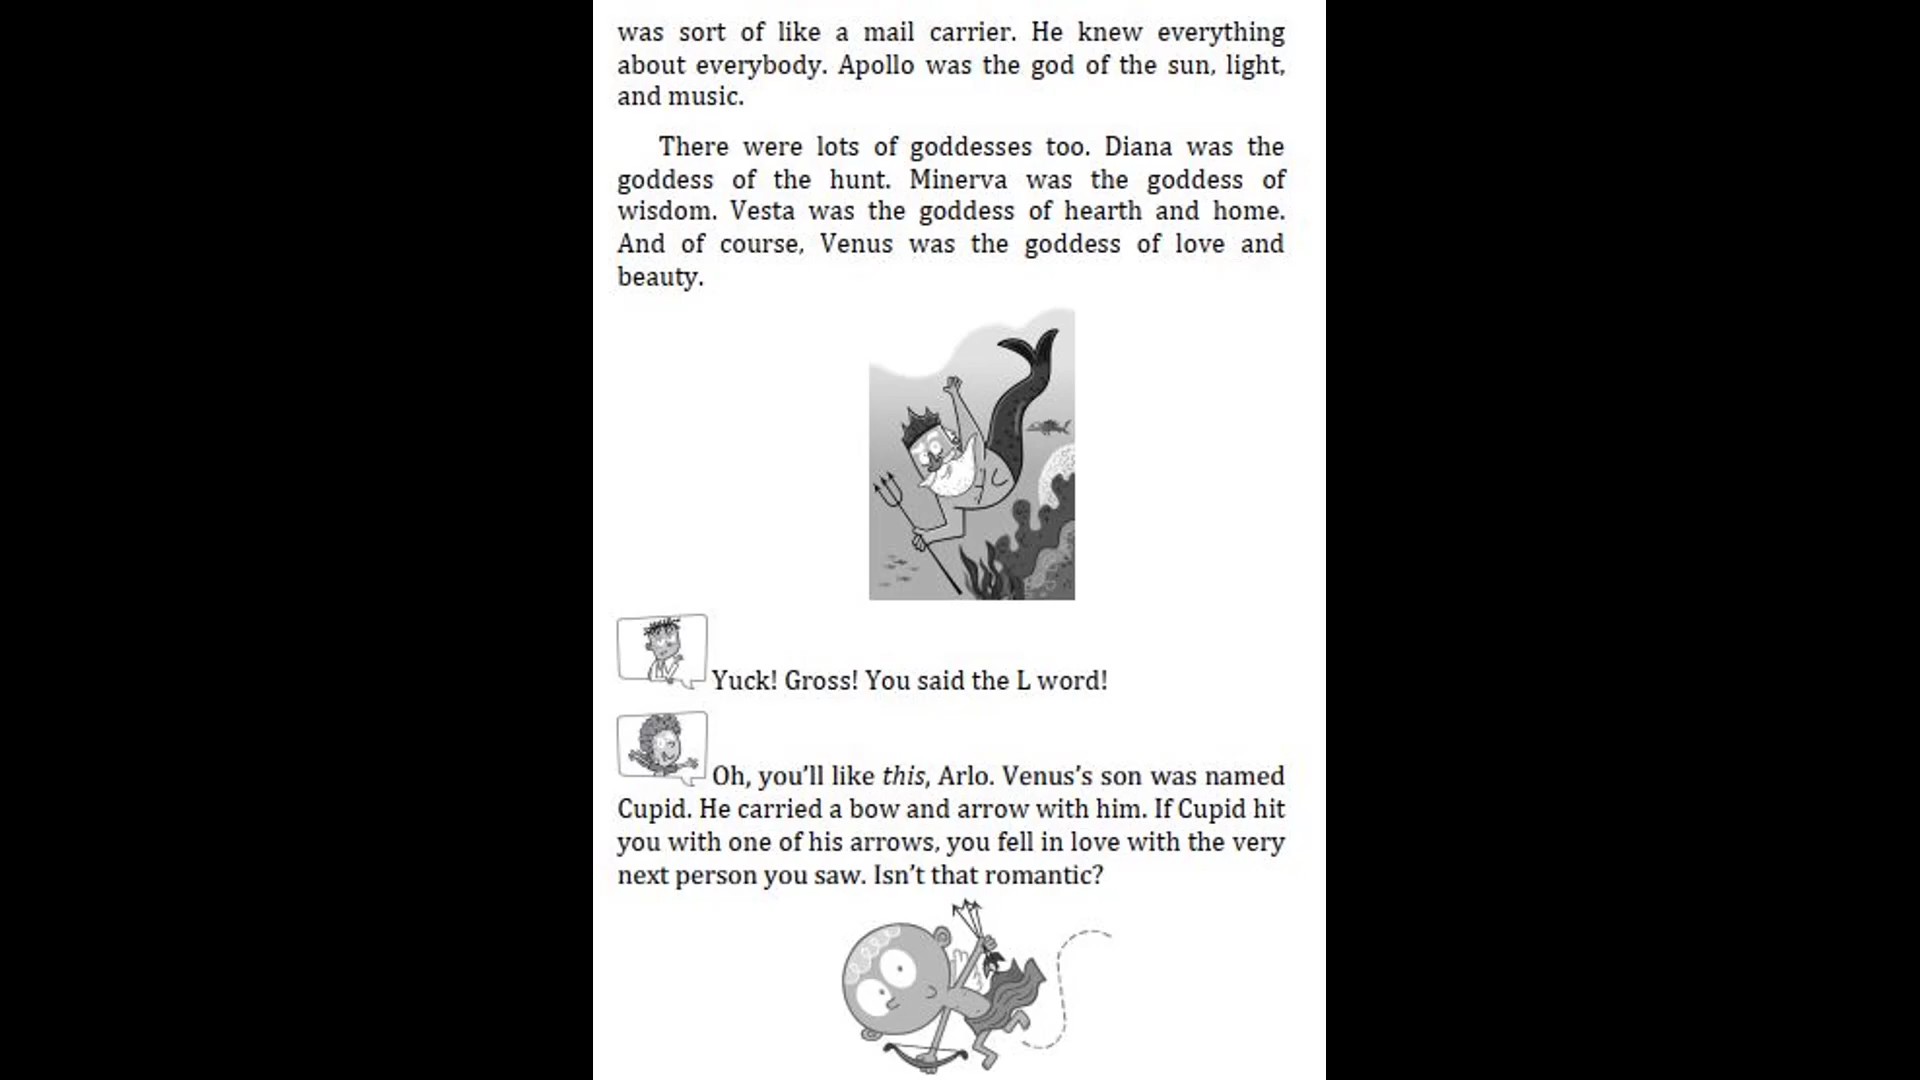 was sort of like a mail carrier. He knew everything
about everybody. Apollo was the god of the sun, light,
and music.
There were lots of goddesses too. Diana was the
goddess of the hunt. Minerva was the goddess of
wisdom. Vesta was the goddess of hearth and home.
And of course, Venus was the goddess of love and
beauty.
Yuck! Gross! You said the L word!
Oh, you’ll like this, Arlo. Venus’s son was named
Cupid. He carried a bow and arrow with him. If Cupid hit
you with one of his arrows, you fell in love with the very
next person you saw. Isn’t that romantic?